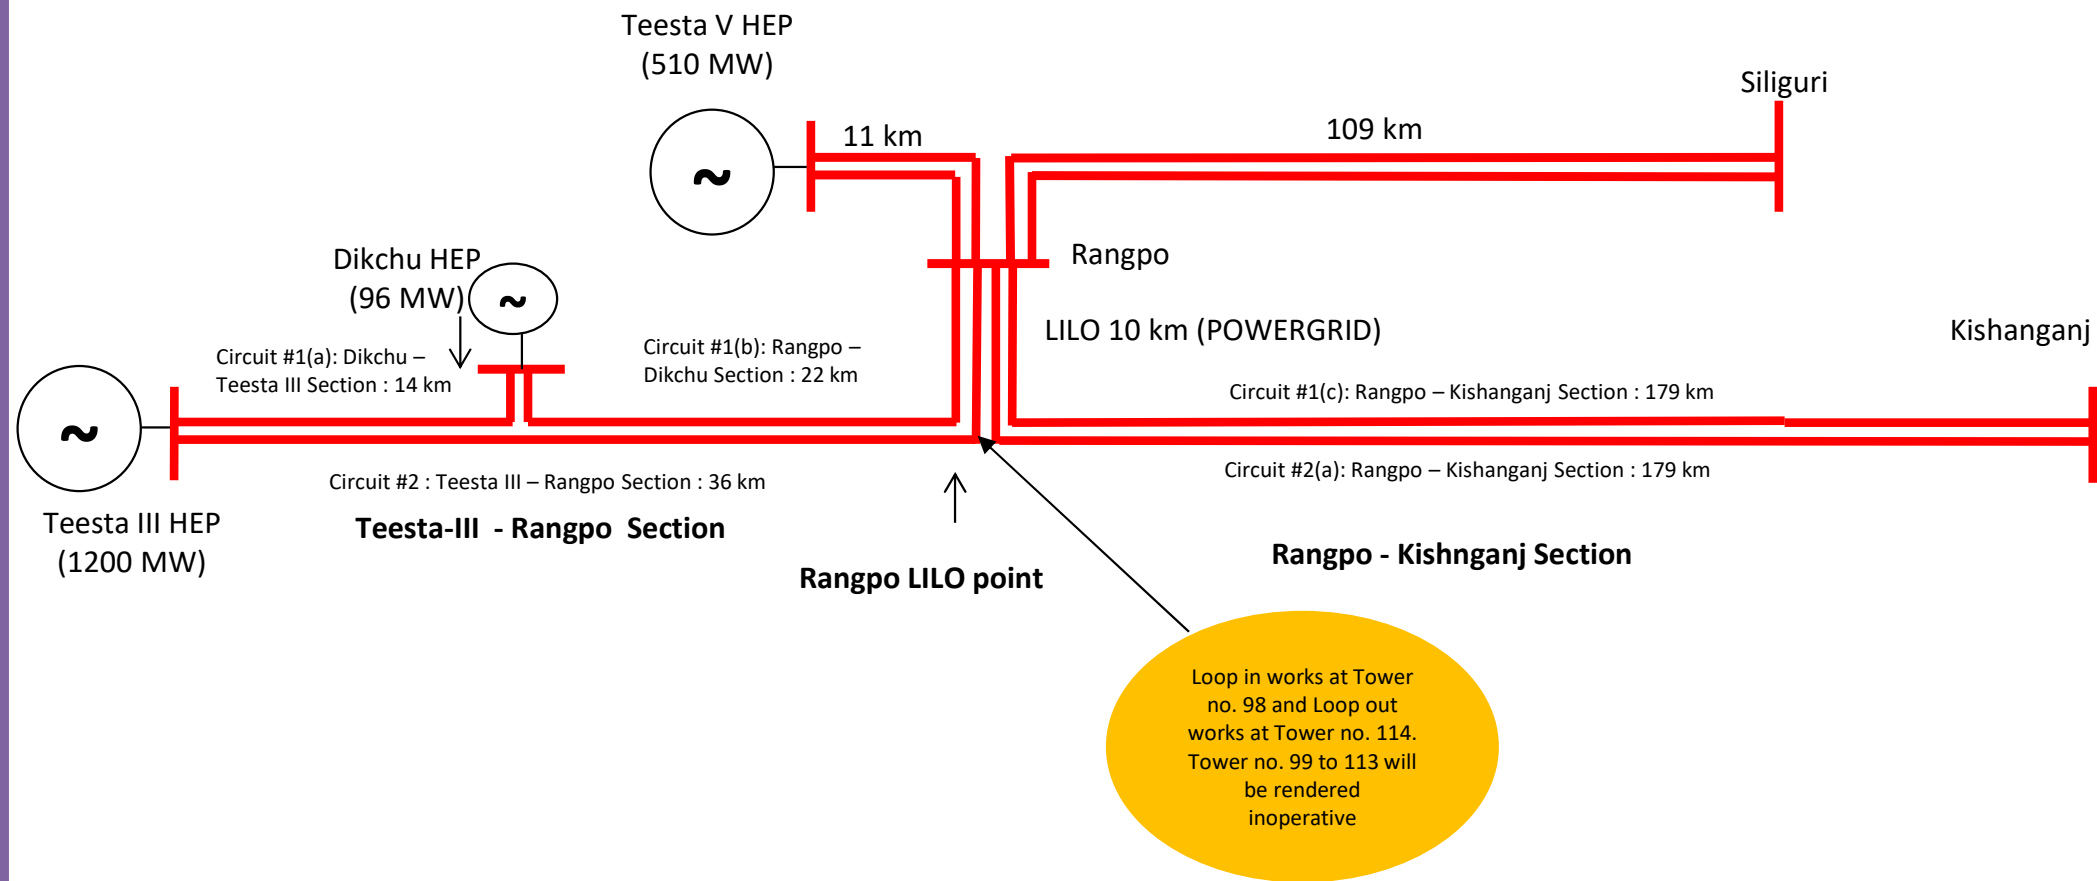 Teesta V HEP
(510 MW)
Siliguri
11 km
109 km
~
Dikchu HEP
(96 MW)
~
Rangpo
LILO 10 km (POWERGRID)
Kishanganj
Circuit #1(a): Dikchu –
Teesta III Section : 14 km
Circuit #1(b): Rangpo –
Dikchu Section : 22 km
Circuit #1(c): Rangpo – Kishanganj Section : 179 km
~
Circuit #2 : Teesta III – Rangpo Section : 36 km
Circuit #2(a): Rangpo – Kishanganj Section : 179 km
Teesta III HEP
(1200 MW)
Teesta-III - Rangpo Section
Rangpo LILO point
Rangpo - Kishnganj Section
Loop in works at Tower
no. 98 and Loop out
works at Tower no. 114.
Tower no. 99 to 113 will
be rendered
inoperative